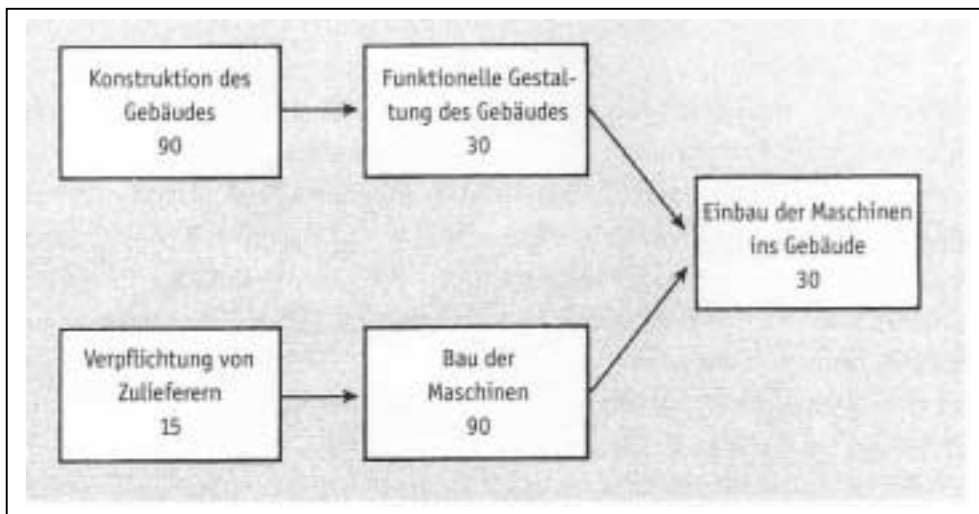 Konstruktion des
Gebäudes
90
Funktionelle Gestal-
tung des Gebäudes
30
Einbau der Maschinen
ins Gebäude
30
Verpflichtung von
Zulieferern
15
Bau der
Maschinen
90